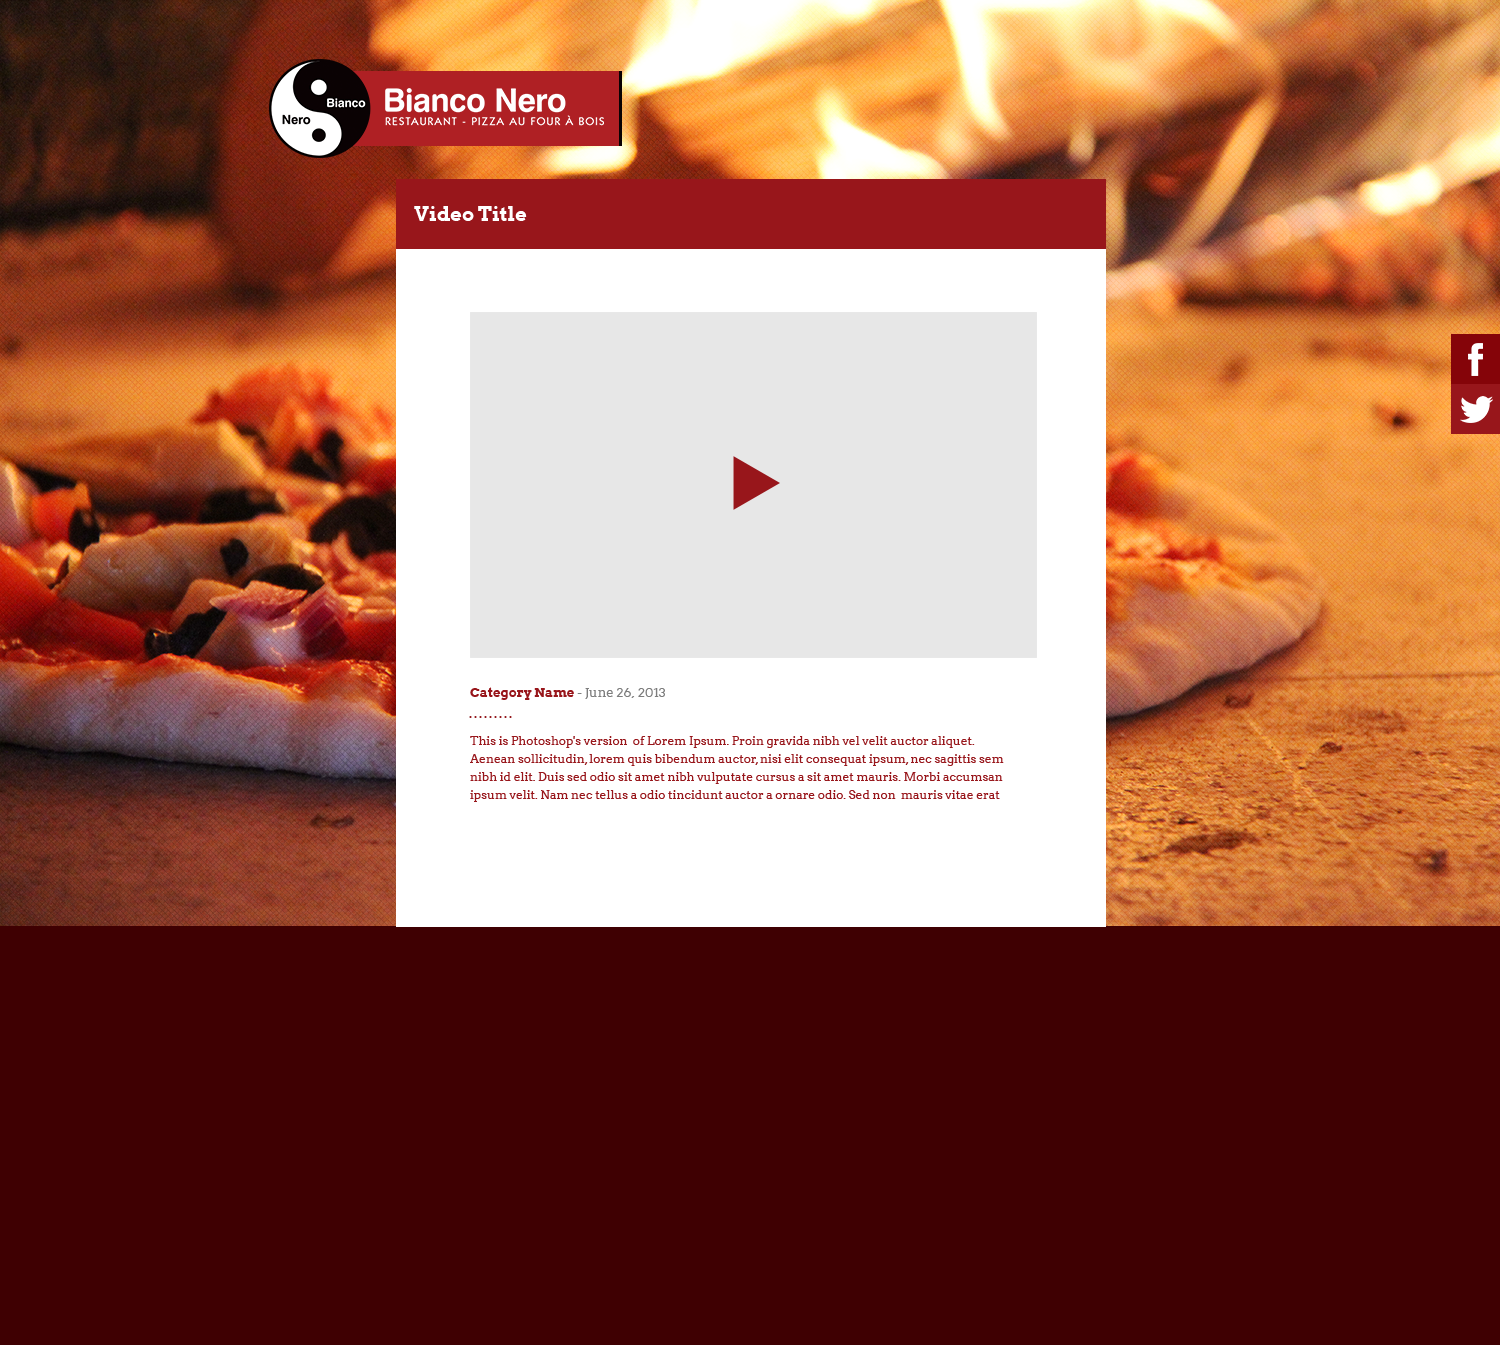 Bianco
Nero
Bianco Nero
RESTAURANT - PIZZA AU FOUR À BOIS
Video Title
Category Name - June 26, 2013
This is Photoshop's version of Lorem Ipsum. Proin gravida nibh vel velit auctor aliquet.
Aenean sollicitudin, lorem quis bibendum auctor, nisi elit consequat ipsum, nec sagittis sem
nibh id elit. Duis sed odio sit amet nibh vulputate cursus a sit amet mauris. Morbi accumsan
ipsum velit. Nam nec tellus a odio tincidunt auctor a ornare odio. Sed non mauris vitae erat